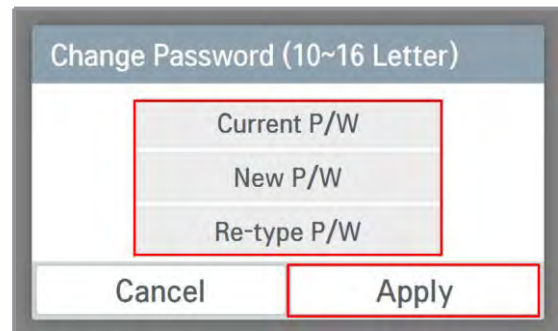 Change Password (10~16 Letter)
Current P/W
New P/W
Re-type P/W
Cancel Apply